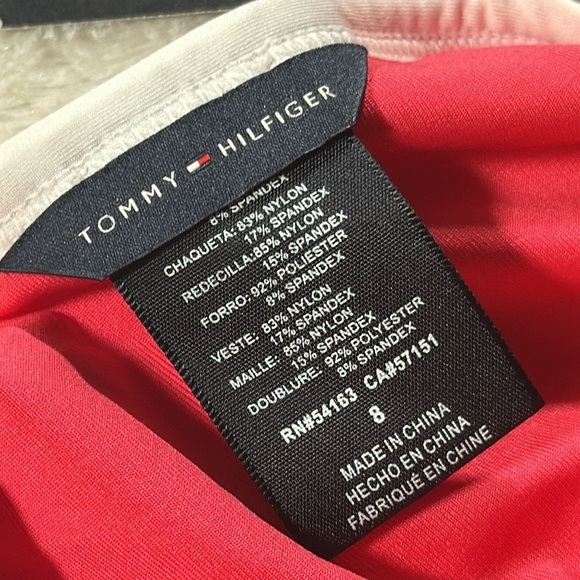 TOMMY HILFIGER
8% SPANDEX
CHAQUETA: 83% NYLON
17% SPANDEX
REDECILLA:85% NYLON
15% SPANDEX
FORRO: 92% POLIESTER
8% SPANDEX
VESTE: 83% NYLON
17% SPANDEX
MAILLE: 85% NYLON
15% SPANDEX
DOUBLURE: 92% POLYESTER
8% SPANDEX
RN#54163 CA#57151
8
MADE IN CHINA
HECHO EN CHINA
FABRIQUÉ EN CHINE